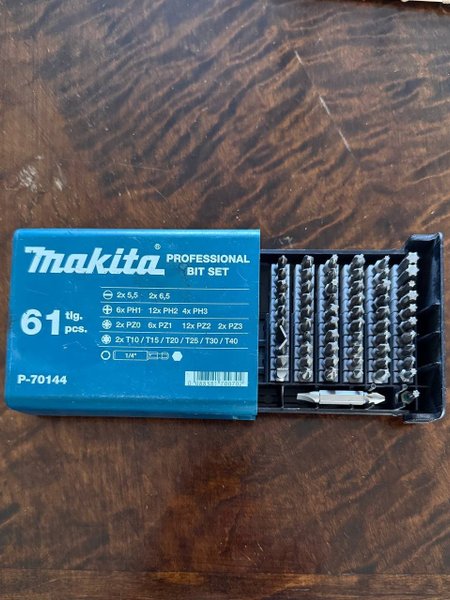 makita®
PROFESSIONAL
BIT SET
61 tlg.
pcs.
2x 5,5 2x 6,5
6x PH1 12x PH2 4x PH3
2x PZ0 6x PZ1 12x PZ2 2x PZ3
2x T10 / T15 / T20 / T25 / T30 / T40
1/4"
P-70144